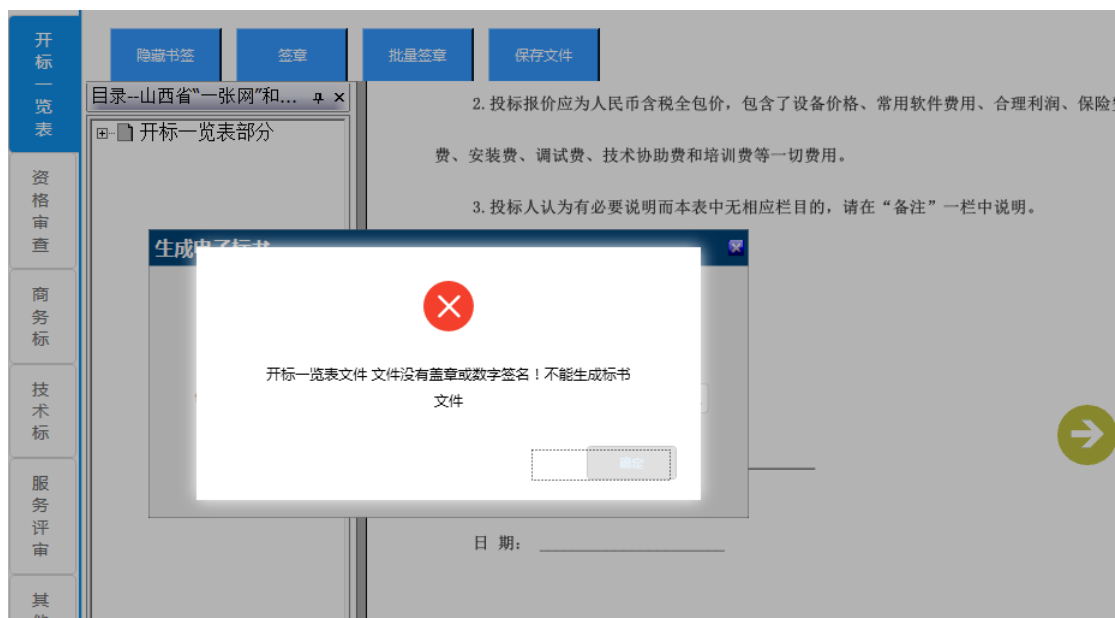 开标一览表
资格审查
商务标
技术标
服务评审
其
隐藏书签
签章
批量签章
保存文件
目录--山西省“一张网”和...
开标一览表部分
2.投标报价应为人民币含税全包价，包含了设备价格、常用软件费用、合理利润、保险
费、安装费、调试费、技术协助费和培训费等一切费用。
3.投标人认为有必要说明而本表中无相应栏目的，请在“备注”一栏中说明。
生成电子标书
开标一览表文件 文件没有盖章或数字签名！不能生成标书
文件
确定
日 期：